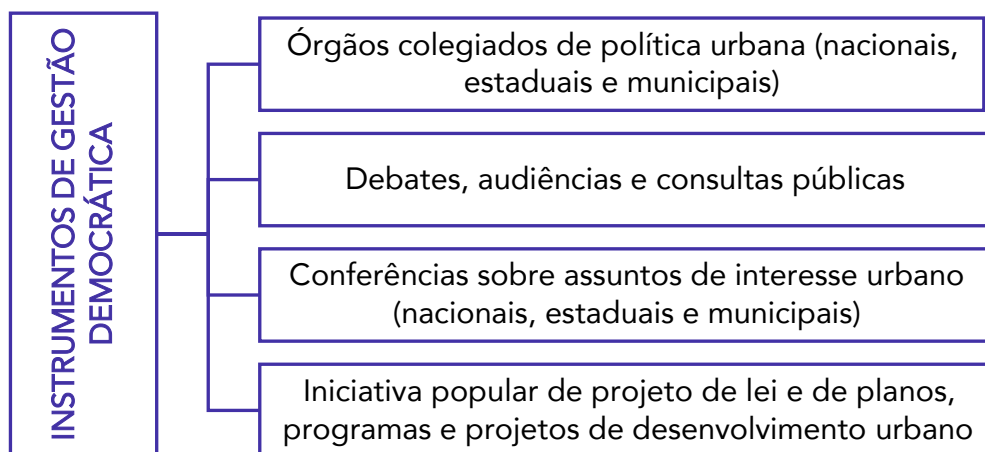 INSTRUMENTOS DE GESTÃO
DEMOCRÁTICA
Órgãos colegiados de política urbana (nacionais,
estaduais e municipais)
Debates, audiências e consultas públicas
Conferências sobre assuntos de interesse urbano
(nacionais, estaduais e municipais)
Iniciativa popular de projeto de lei e de planos,
programas e projetos de desenvolvimento urbano